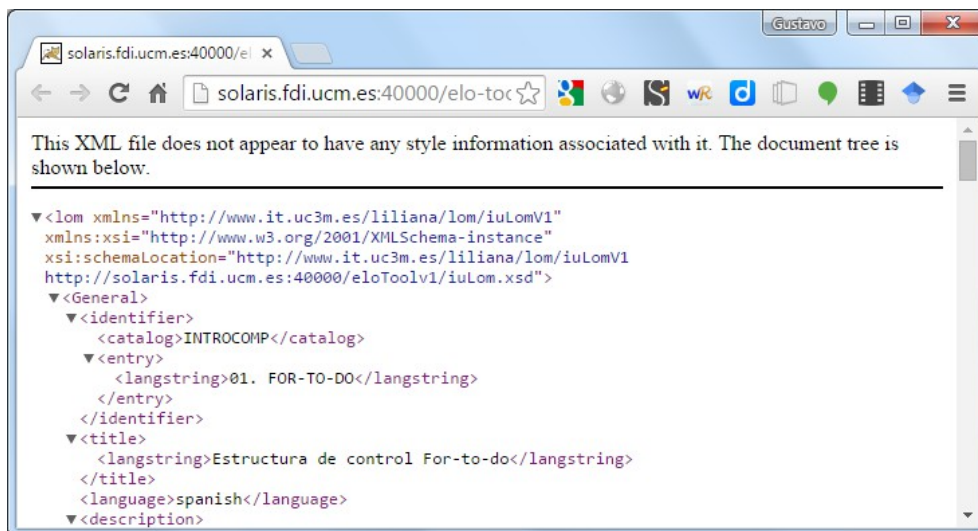 Gustavo
solaris.fdi.ucm.es:40000/el
solaris.fdi.ucm.es:40000/elo-too
This XML file does not appear to have any style information associated with it. The document tree is
shown below.
▼<lom xmlns="http://www.it.uc3m.es/liliana/lom/iuLomV1"
xmlns:xsi="http://www.w3.org/2001/XMLSchema-instance"
xsi:schemaLocation="http://www.it.uc3m.es/liliana/lom/iuLomV1
http://solaris.fdi.ucm.es:40000/eloToolv1/iuLom.xsd">
▼<General>
▼<identifier>
<catalog>INTROCOMP</catalog>
▼<entry>
<langstring>01. FOR-TO-DO</langstring>
</entry>
</identifier>
▼<title>
<langstring>Estructura de control For-to-do</langstring>
</title>
<language>spanish</language>
▼<description>